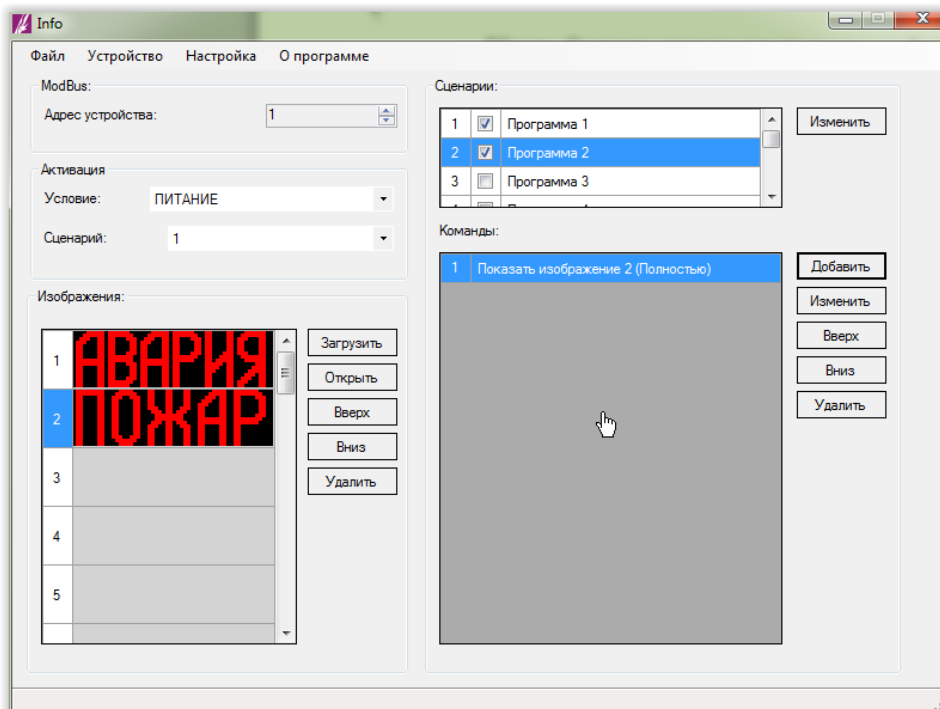 Info
Файл Устройство Настройка О программе
ModBus:
Адрес устройства: 1
Активация
Условие: ПИТАНИЕ
Сценарий: 1
Изображения:
1 АВАРИЯ
2 ПОЖАР
3
4
5
Загрузить
Открыть
Вверх
Вниз
Удалить
Сценарии:
1 Программа 1
2 Программа 2
3 Программа 3
Изменить
Команды:
1 Показать изображение 2 (Полностью)
Добавить
Изменить
Вверх
Вниз
Удалить